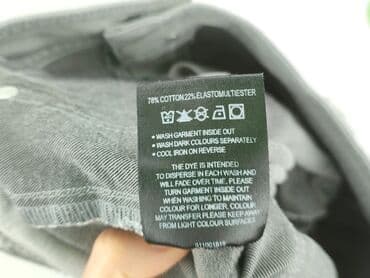 78% COTTON 22% ELASTOMULTIESTER
• WASH GARMENT INSIDE OUT
• WASH DARK COLOURS SEPARATELY
• COOL IRON ON REVERSE
THE DYE IS INTENDED
TO DISPERSE IN EACH WASH AND
WILL FADE OVER TIME. PLEASE
TURN GARMENT INSIDE OUT
WHEN WASHING TO MAINTAIN
COLOUR FOR LONGER. COLOUR
MAY TRANSFER PLEASE KEEP AWAY
FROM LIGHT COLOUR SURFACES